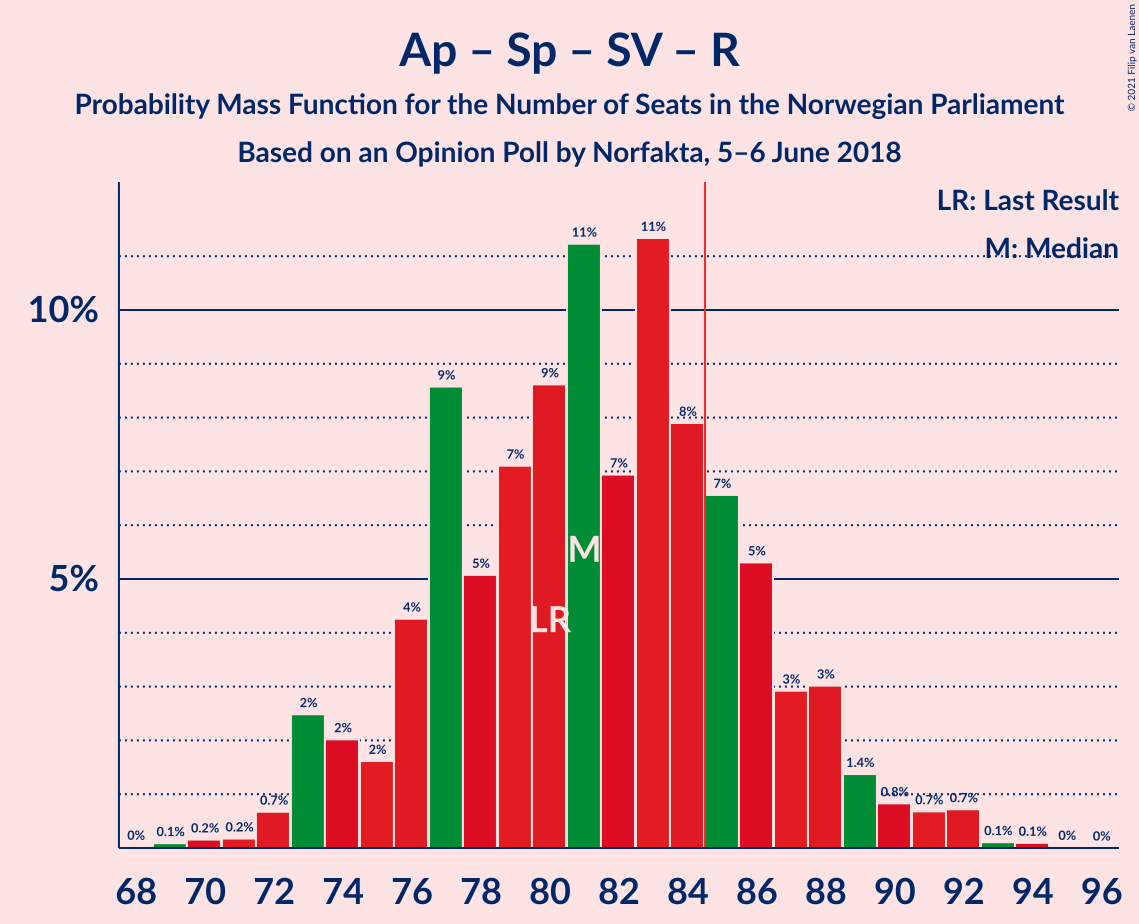 Ap – Sp – SV – R
Probability Mass Function for the Number of Seats in the Norwegian Parliament
Based on an Opinion Poll by Norfakta, 5–6 June 2018
© 2021 Filip van Laenen
LR: Last Result
M: Median
10%
5%
0% 0.1% 0.2% 0.2% 0.7% 2% 2% 2% 4% 9% 5% 7% 9% 11% 7% 11% 8% 7% 5% 3% 3% 1.4% 0.8% 0.7% 0.7% 0.1% 0.1% 0% 0%
M
LR
68 70 72 74 76 78 80 82 84 86 88 90 92 94 96